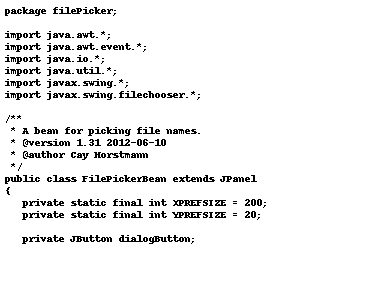 package filePicker;

import java.awt.*;
import java.awt.event.*;
import java.io.*;
import java.util.*;
import javax.swing.*;
import javax.swing.filechooser.*;

/**
 * A bean for picking file names.
 * @version 1.31 2012-06-10
 * @author Cay Horstmann
 */
public class FilePickerBean extends JPanel
{
   private static final int XPREFSIZE = 200;
   private static final int YPREFSIZE = 20;

   private JButton dialogButton;